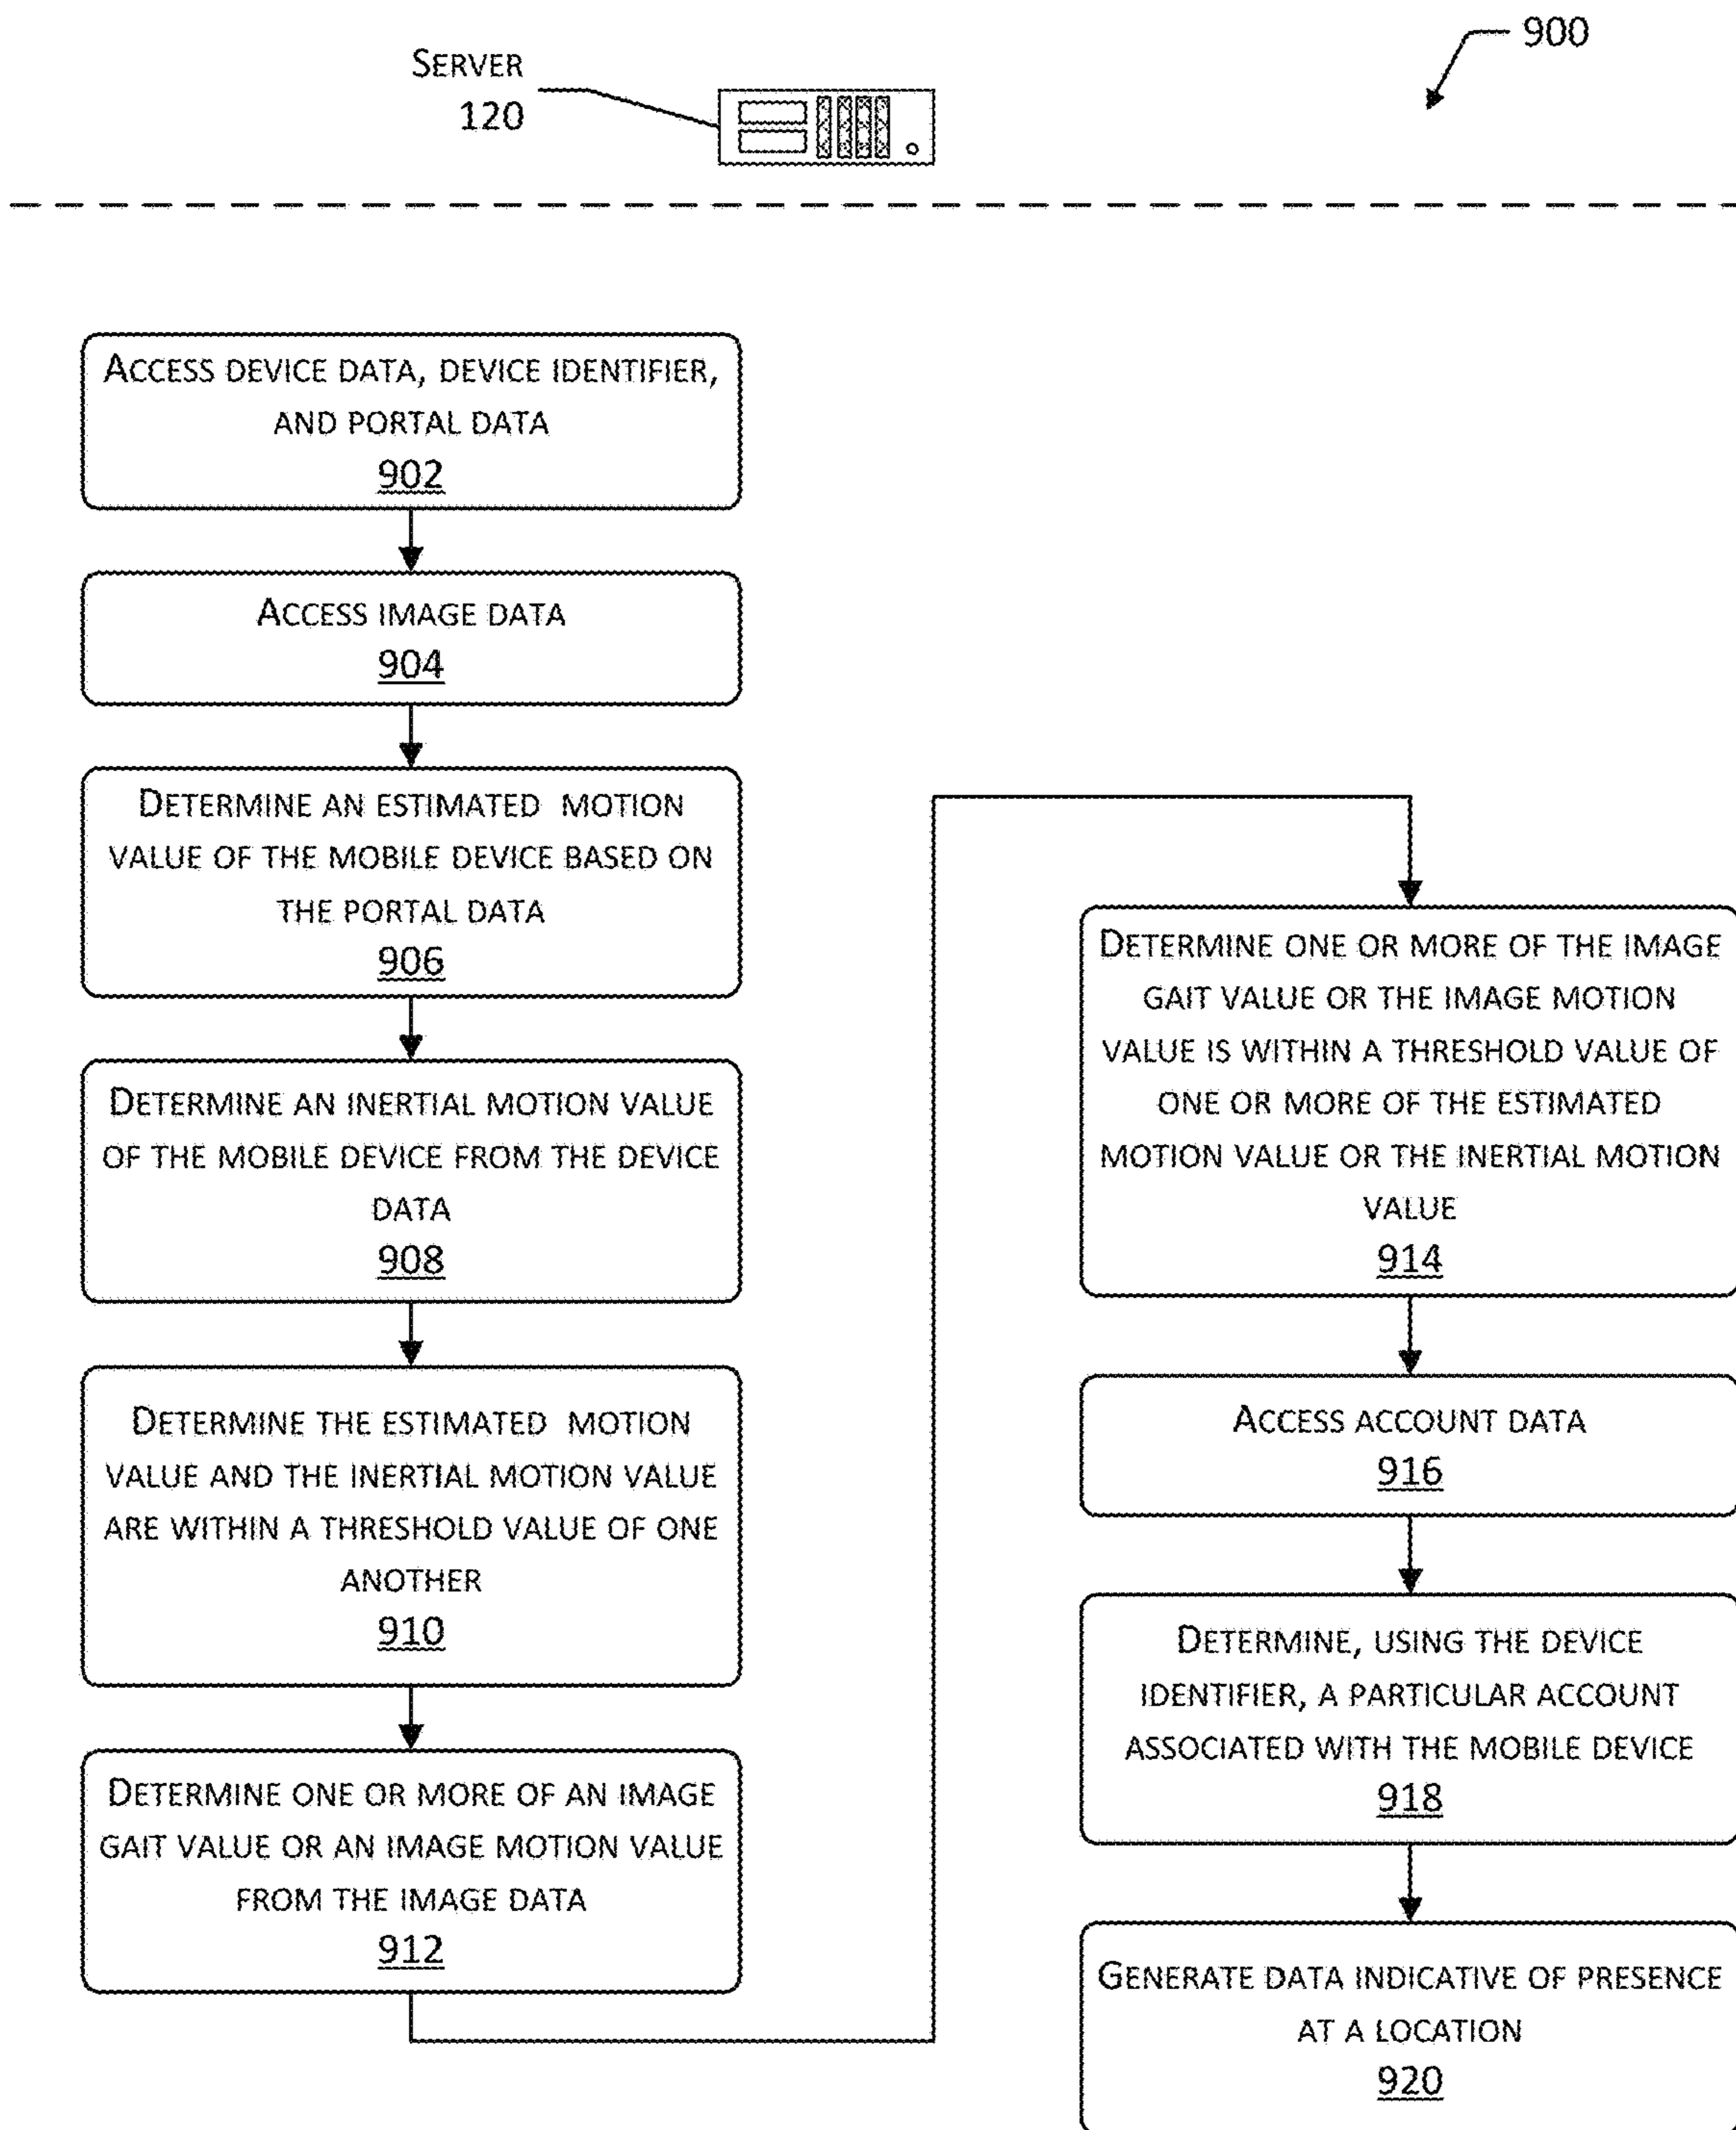 SERVER
120
900
ACCESS DEVICE DATA, DEVICE IDENTIFIER,
AND PORTAL DATA
902
ACCESS IMAGE DATA
904
DETERMINE AN ESTIMATED MOTION
VALUE OF THE MOBILE DEVICE BASED ON
THE PORTAL DATA
906
DETERMINE AN INERTIAL MOTION VALUE
OF THE MOBILE DEVICE FROM THE DEVICE
DATA
908
DETERMINE THE ESTIMATED MOTION
VALUE AND THE INERTIAL MOTION VALUE
ARE WITHIN A THRESHOLD VALUE OF ONE
ANOTHER
910
DETERMINE ONE OR MORE OF AN IMAGE
GAIT VALUE OR AN IMAGE MOTION VALUE
FROM THE IMAGE DATA
912
DETERMINE ONE OR MORE OF THE IMAGE
GAIT VALUE OR THE IMAGE MOTION
VALUE IS WITHIN A THRESHOLD VALUE OF
ONE OR MORE OF THE ESTIMATED
MOTION VALUE OR THE INERTIAL MOTION
VALUE
914
ACCESS ACCOUNT DATA
916
DETERMINE, USING THE DEVICE
IDENTIFIER, A PARTICULAR ACCOUNT
ASSOCIATED WITH THE MOBILE DEVICE
918
GENERATE DATA INDICATIVE OF PRESENCE
AT A LOCATION
920